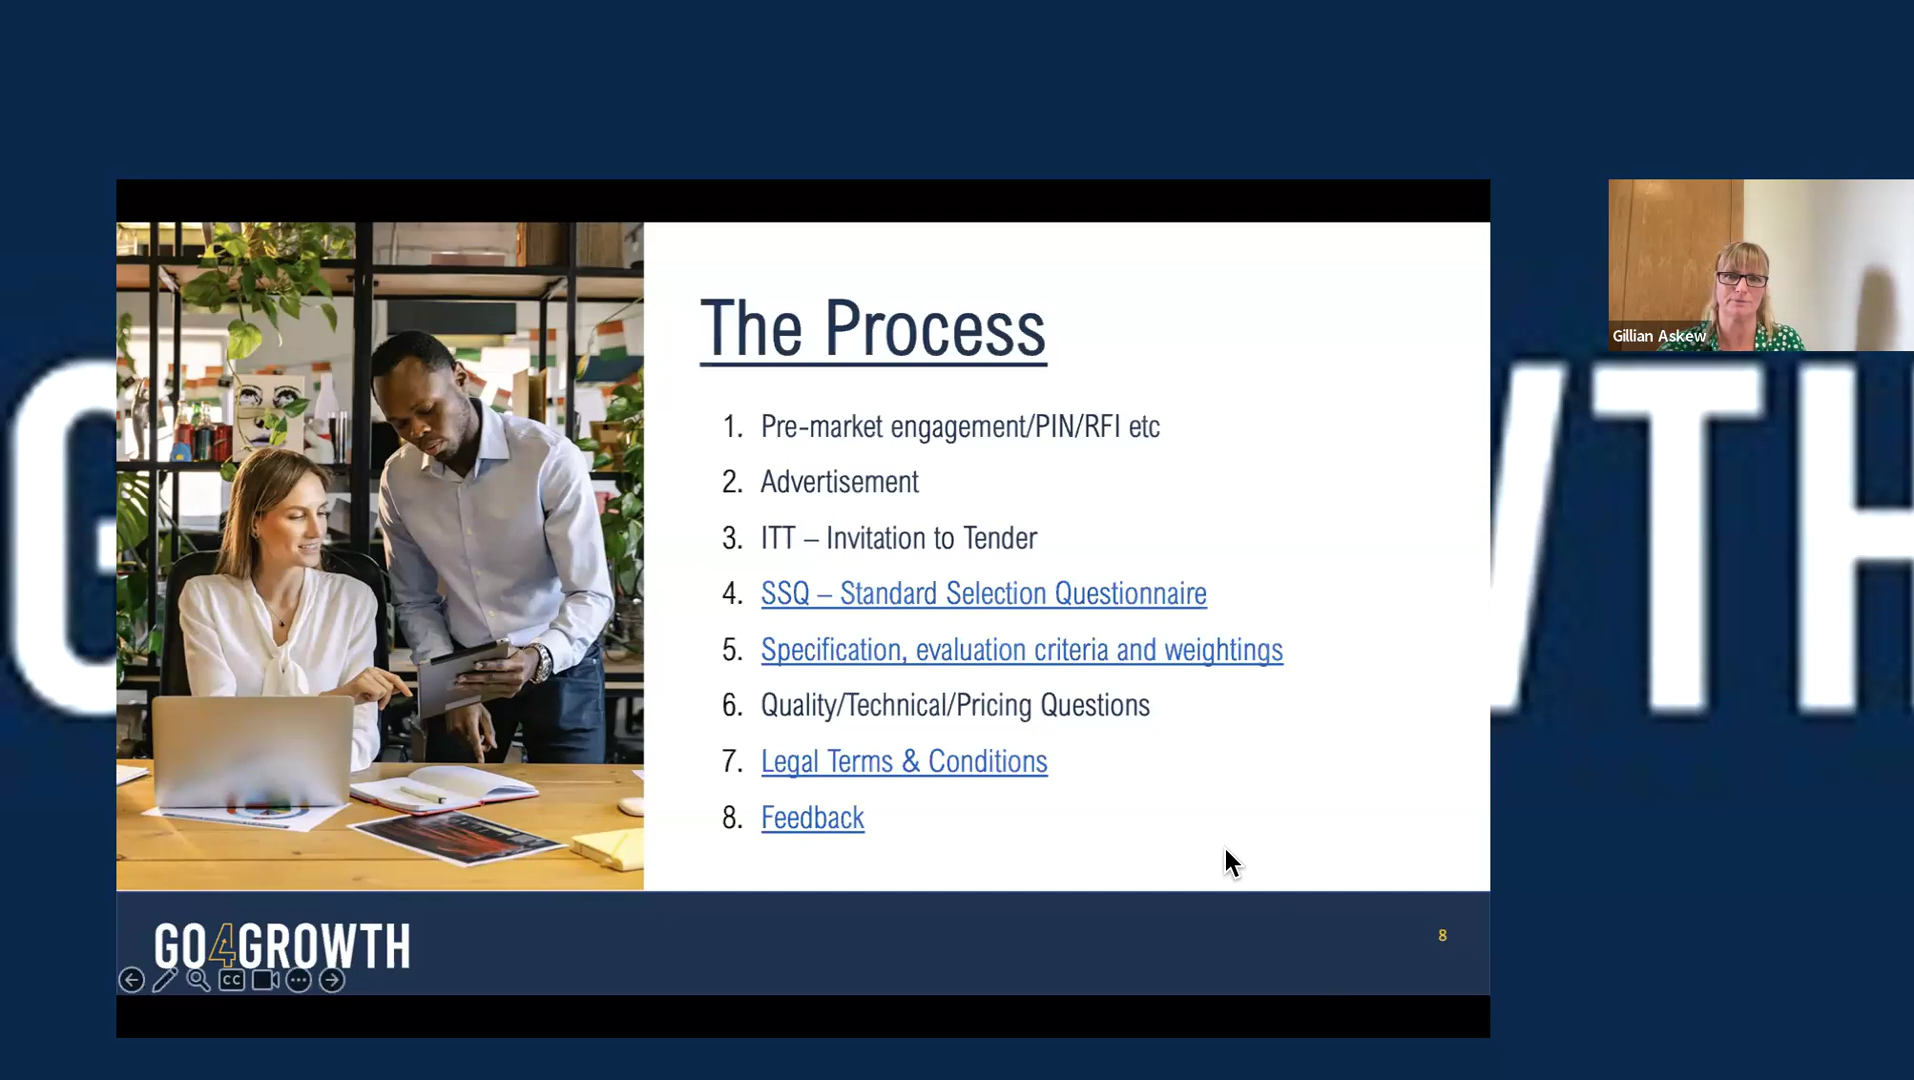 The Process
1. Pre-market engagement/PIN/RFI etc
2. Advertisement
3. ITT – Invitation to Tender
4. SSQ – Standard Selection Questionnaire
5. Specification, evaluation criteria and weightings
6. Quality/Technical/Pricing Questions
7. Legal Terms & Conditions
8. Feedback
GO4GROWTH
8
CC
Gillian Askew
G
WTH